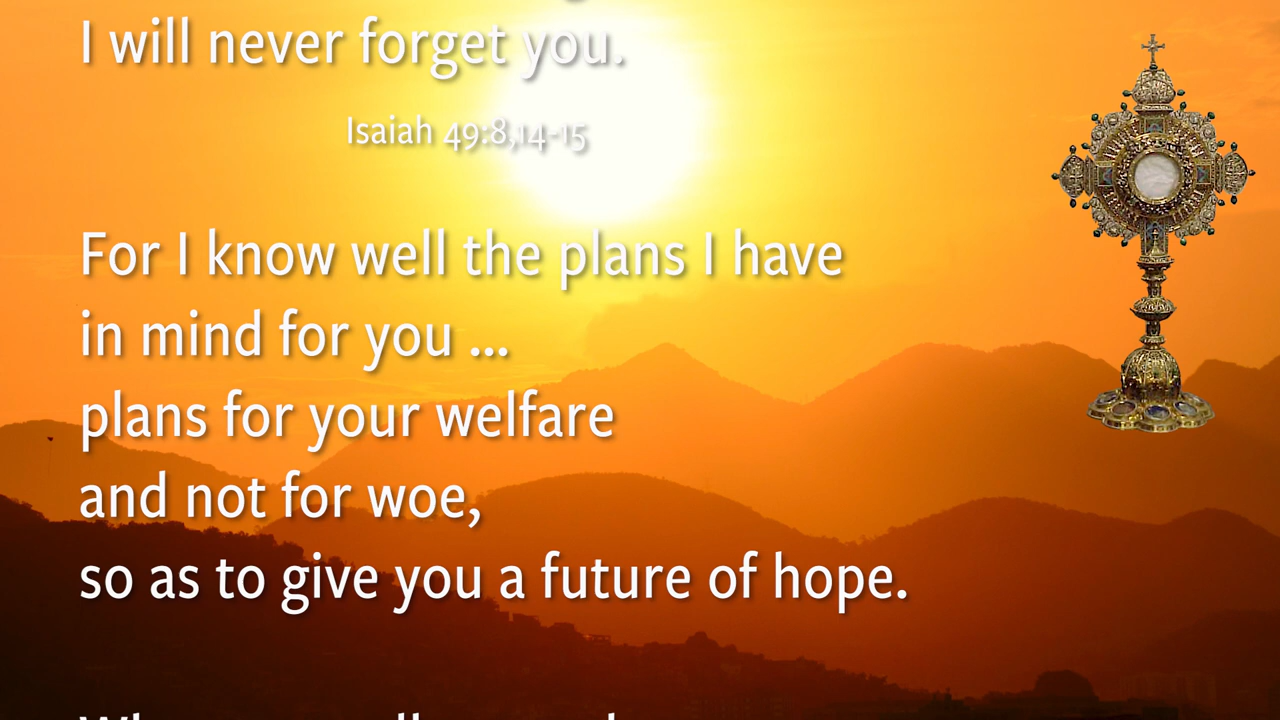 I will never forget you.
Isaiah 49:8,14-15
For I know well the plans I have
in mind for you ...
plans for your welfare
and not for woe,
so as to give you a future of hope.